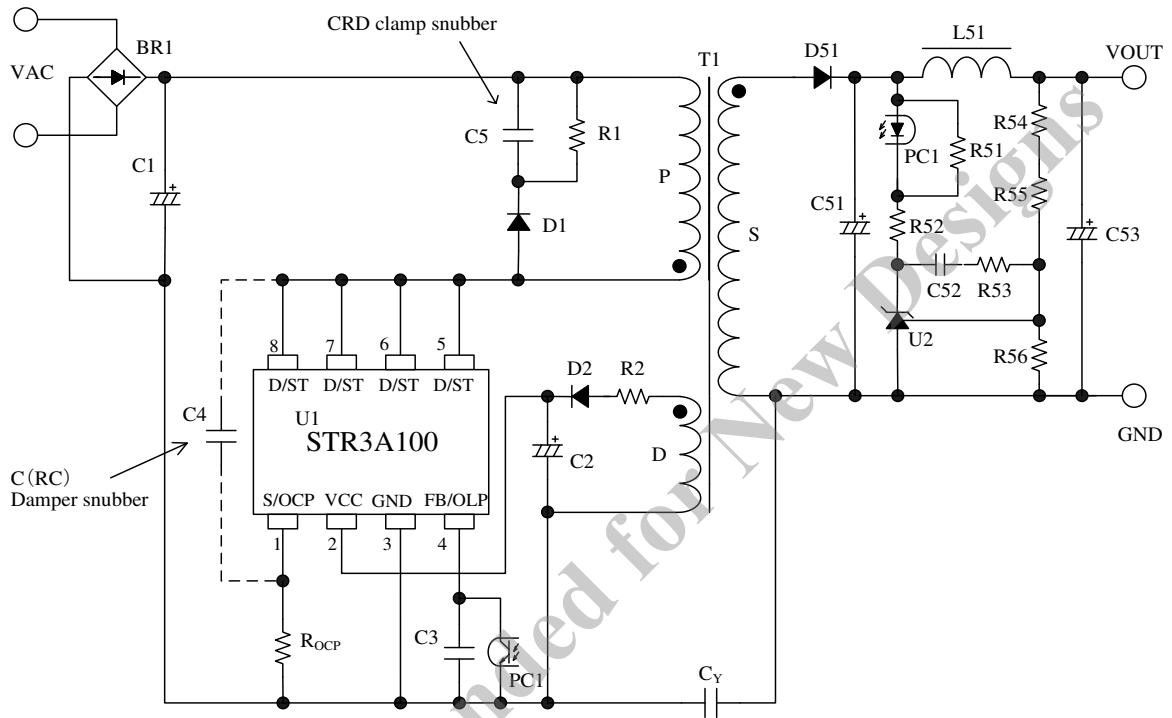 CRD clamp snubber
BR1
VAC
C1
C5
R1
D1
P
T1
S
D51
L51
VOUT
PC1
R51
R54
R55
C51
R52
C53
C52
R53
U2
R56
GND
8
7
6
5
D/ST
D/ST
D/ST
D/ST
U1
STR3A100
S/OCP
VCC
GND
FB/OLP
1
2
3
4
C4
C(RC)
Damper snubber
D2
R2
C2
D
ROCP
C3
PC1
CY
nded for New Designs